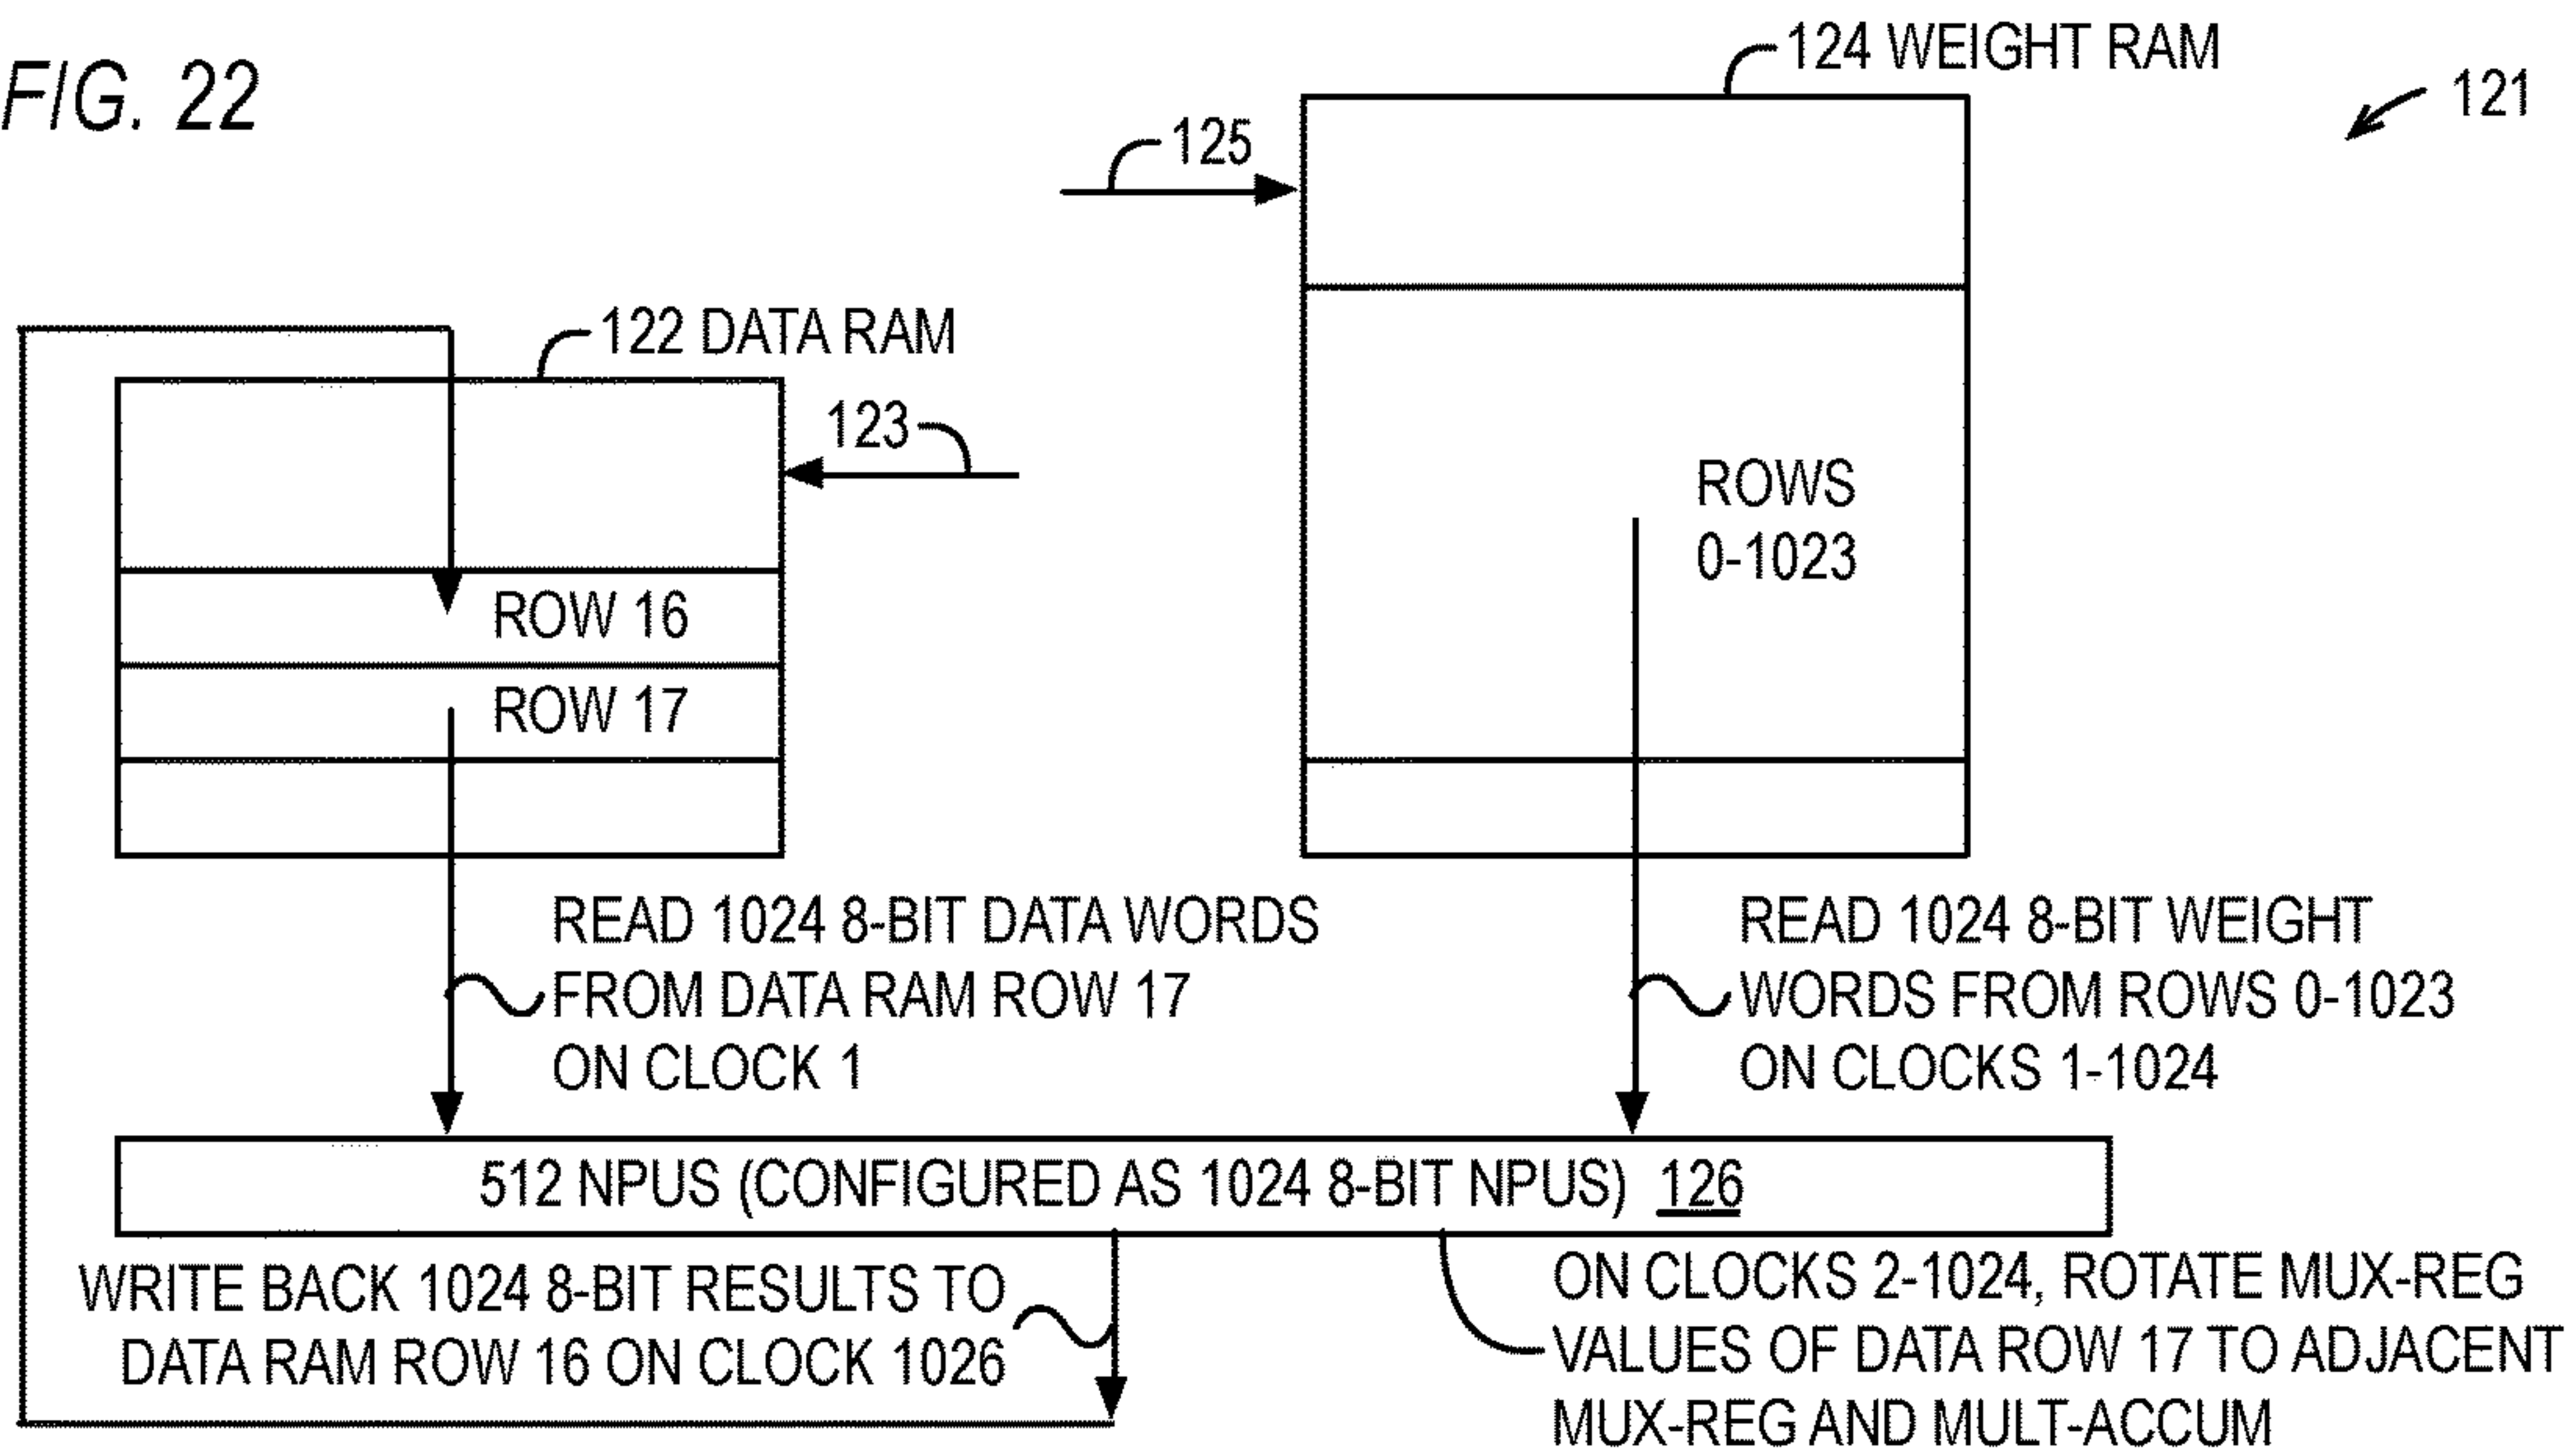 FIG. 22
124 WEIGHT RAM
121
125
122 DATA RAM
123
ROWS
0-1023
ROW 16
ROW 17
READ 1024 8-BIT DATA WORDS
FROM DATA RAM ROW 17
ON CLOCK 1
READ 1024 8-BIT WEIGHT
WORDS FROM ROWS 0-1023
ON CLOCKS 1-1024
512 NPUS (CONFIGURED AS 1024 8-BIT NPUS) 126
WRITE BACK 1024 8-BIT RESULTS TO
DATA RAM ROW 16 ON CLOCK 1026
ON CLOCKS 2-1024, ROTATE MUX-REG
VALUES OF DATA ROW 17 TO ADJACENT
MUX-REG AND MULT-ACCUM